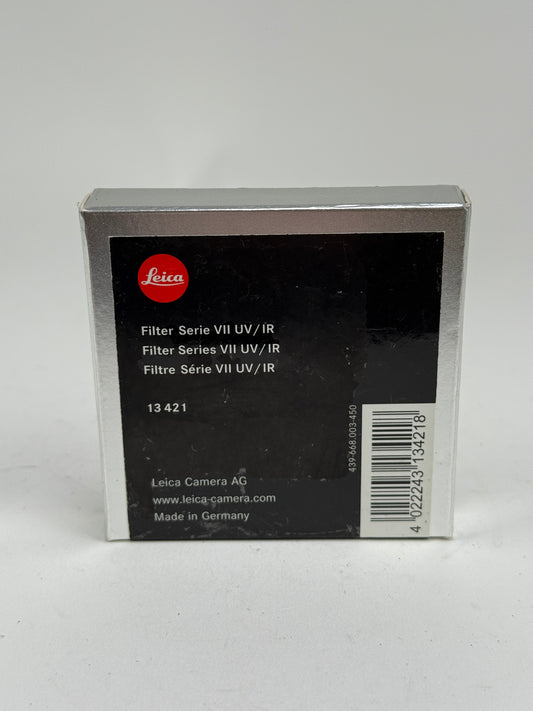 Leica
Filter Serie VII UV/IR
Filter Series VII UV/IR
Filtre Série VII UV/IR
13 421
Leica Camera AG
www.leica-camera.com
Made in Germany
439-668.003-450
4 022243 134218